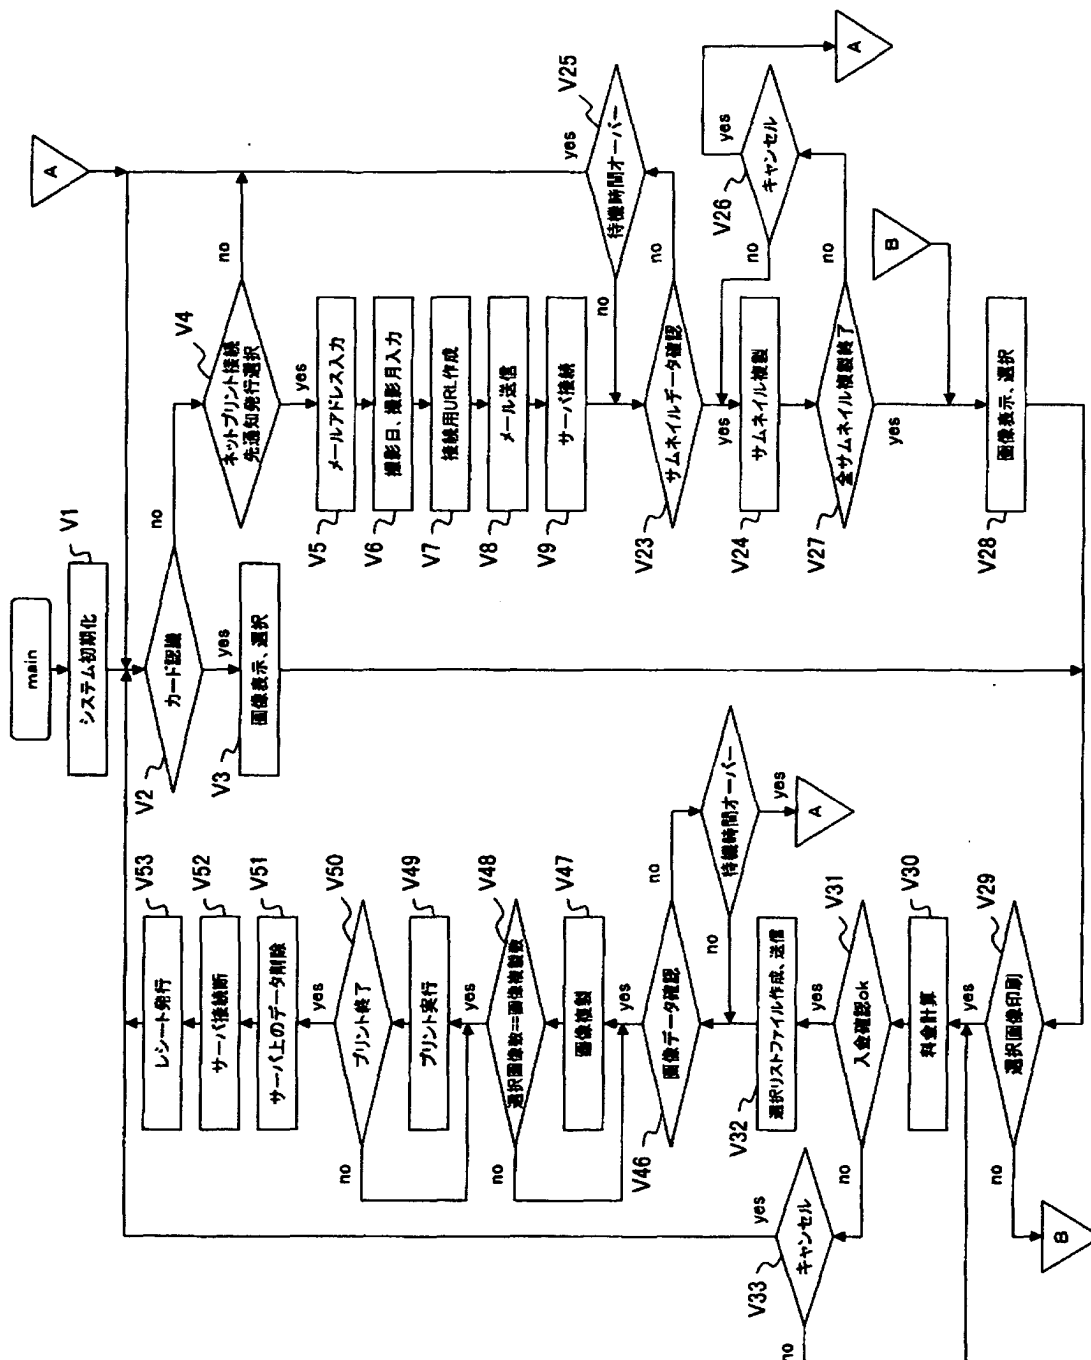 main
V1
システム初期化
V2
カード認識
yes
no
V3
画像表示、選択
A
V4
ネットプリント接続
先通知発行選択
no
yes
V5
メールアドレス入力
V6
撮影日、撮影月入力
V7
接続用URL作成
V8
メール送信
V9
サーバ接続
V23
サムネイルデータ確認
no
yes
V25
待機時間オーバー
yes
no
V24
サムネイル複製
V26
キャンセル
yes
no
A
V27
全サムネイル複製終了
no
yes
B
V28
画像表示、選択
V29
選択画像印刷
yes
no
B
V30
料金計算
V31
入金確認ok
yes
no
V33
キャンセル
yes
no
V32
選択リストファイル作成、送信
V46
画像データ確認
no
yes
待機時間オーバー
no
yes
A
V47
画像複製
V48
選択画像数==画像複製数
yes
no
V49
プリント実行
V50
プリント終了
yes
no
V51
サーバ上のデータ削除
V52
サーバ接続断
V53
レシート発行